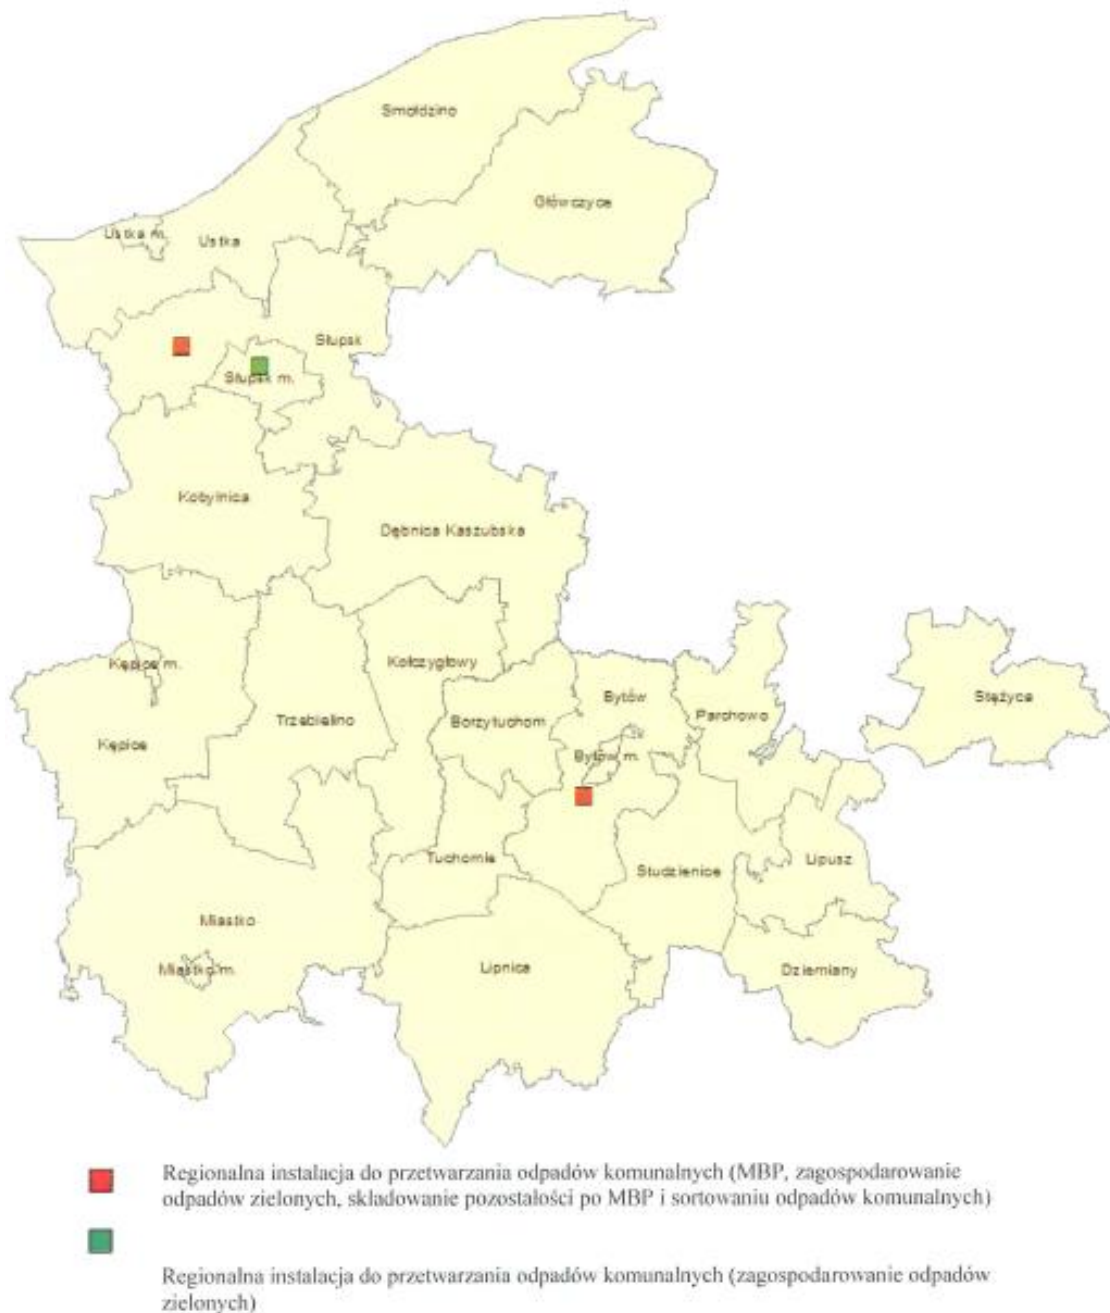 Smołdzino
Główczyce
Ustka m.
Ustka
Słupsk
Słupsk m.
Kobylnica
Dębnica Kaszubska
Kępice m.
Kołczygłowy
Bytów
Stężyca
Trzebielino
Borzytuchom
Parchowo
Kępice
Bytów m.
Tuchomie
Studzienice
Lipusz
Miastko
Miastko m.
Lipnica
Dziemiany
Regionalna instalacja do przetwarzania odpadów komunalnych (MBP, zagospodarowanie
odpadów zielonych, składowanie pozostałości po MBP i sortowaniu odpadów komunalnych)
Regionalna instalacja do przetwarzania odpadów komunalnych (zagospodarowanie odpadów
zielonych)